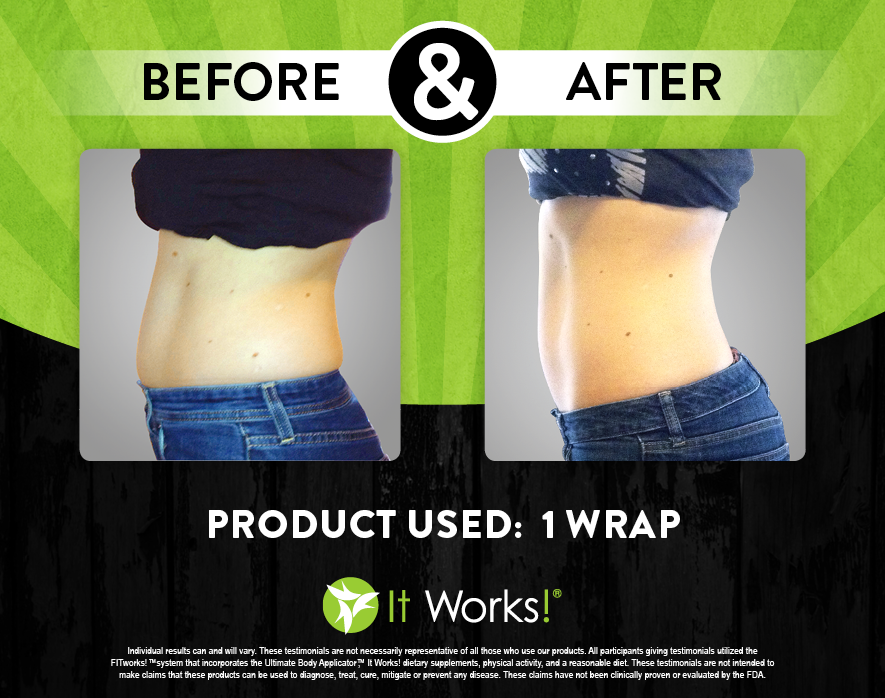 BEFORE & AFTER
PRODUCT USED: 1 WRAP
It Works!®
Individual results can and will vary. These testimonials are not necessarily representative of all those who use our products. All participants giving testimonials utilized the
FITworks! ™system that incorporates the Ultimate Body Applicator,™ It Works! dietary supplements, physical activity, and a reasonable diet. These testimonials are not intended to
make claims that these products can be used to diagnose, treat, cure, mitigate or prevent any disease. These claims have not been clinically proven or evaluated by the FDA.